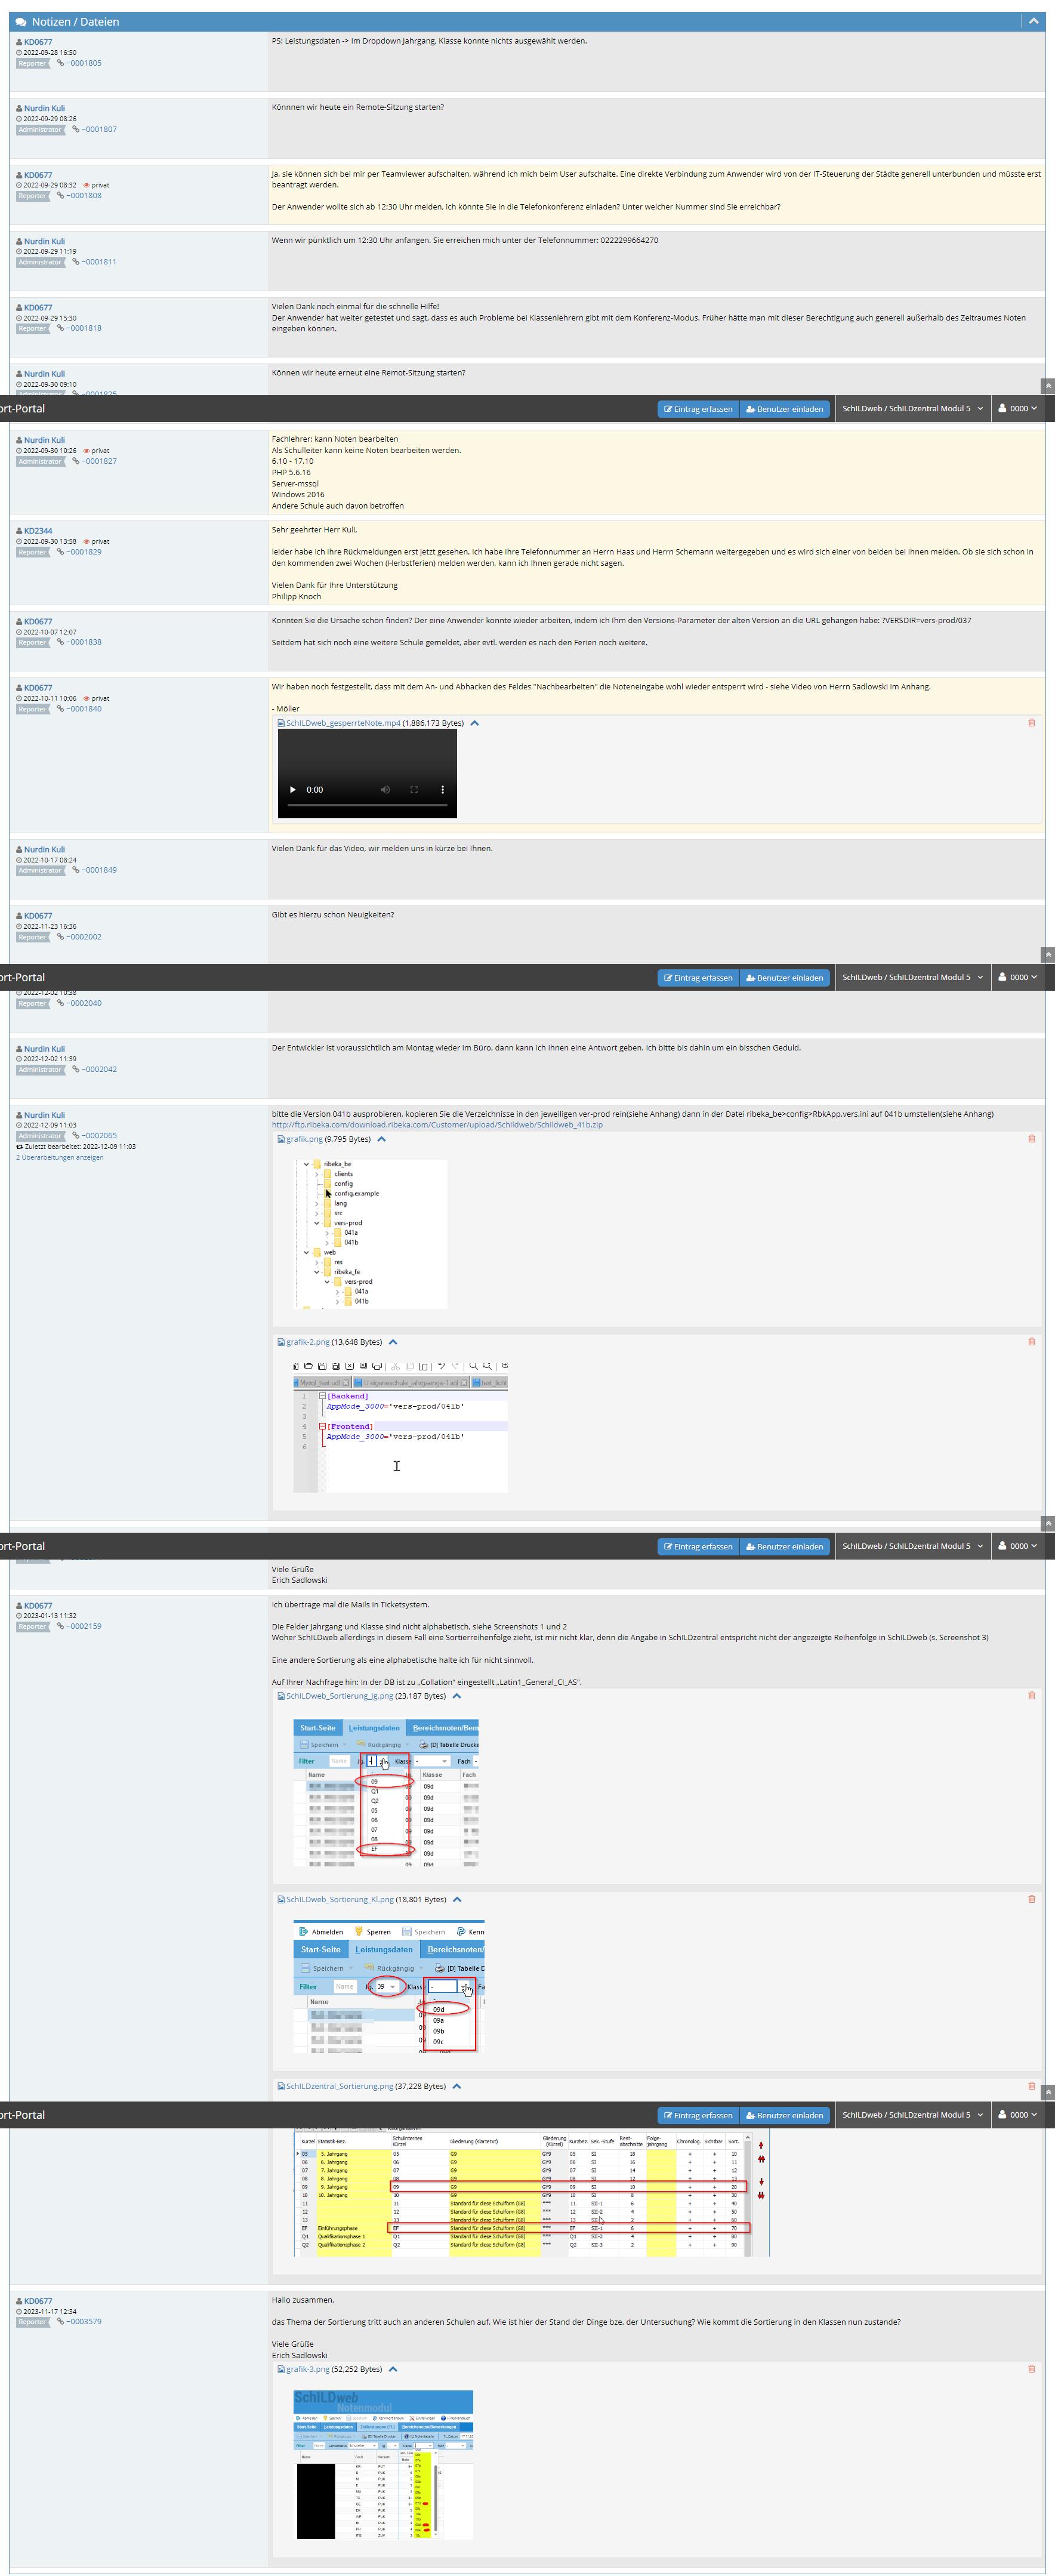 Notizen / Dateien
KD0677
2022-09-28 16:50
Reporter ~0001805
PS: Leistungsdaten -> Im Dropdown Jahrgang, Klasse konnte nichts ausgewählt werden.
Nurdin Kuli
2022-09-29 08:26
Administrator ~0001807
Könnnen wir heute ein Remote-Sitzung starten?
KD0677
2022-09-29 08:32 privat
Reporter ~0001808
Ja, sie können sich bei mir per Teamviewer aufschalten, während ich mich beim User aufschalte. Eine direkte Verbindung zum Anwender wird von der IT-Steuerung der Städte generell unterbunden und müsste erst
beantragt werden.
Der Anwender wollte sich ab 12:30 Uhr melden, ich könnte Sie in die Telefonkonferenz einladen? Unter welcher Nummer sind Sie erreichbar?
Nurdin Kuli
2022-09-29 11:19
Administrator ~0001811
Wenn wir pünktlich um 12:30 Uhr anfangen. Sie erreichen mich unter der Telefonnummer: 0222299664270
KD0677
2022-09-29 15:30
Reporter ~0001818
Vielen Dank noch einmal für die schnelle Hilfe!
Der Anwender hat weiter getestet und sagt, dass es auch Probleme bei Klassenlehrern gibt mit dem Konferenz-Modus. Früher hätte man mit dieser Berechtigung auch generell außerhalb des Zeitraumes Noten
eingeben können.
Nurdin Kuli
2022-09-30 09:10
Können wir heute erneut eine Remot-Sitzung starten?
ort-Portal Eintrag erfassen Benutzer einladen SchILDweb / SchILDzentral Modul 5 0000
Nurdin Kuli
2022-09-30 10:26 privat
Administrator ~0001827
Fachlehrer: kann Noten bearbeiten
Als Schulleiter kann keine Noten bearbeiten werden.
6.10 - 17.10
PHP 5.6.16
Server-mssql
Windows 2016
Andere Schule auch davon betroffen
KD2344
2022-09-30 13:58 privat
Reporter ~0001829
Sehr geehrter Herr Kuli,
leider habe ich Ihre Rückmeldungen erst jetzt gesehen. Ich habe Ihre Telefonnummer an Herrn Haas und Herrn Schemann weitergegeben und es wird sich einer von beiden bei Ihnen melden. Ob sie sich schon in
den kommenden zwei Wochen (Herbstferien) melden werden, kann ich Ihnen gerade nicht sagen.
Vielen Dank für Ihre Unterstützung
Philipp Knoch
KD0677
2022-10-07 12:07
Reporter ~0001838
Konnten Sie die Ursache schon finden? Der eine Anwender konnte wieder arbeiten, indem ich Ihm den Versions-Parameter der alten Version an die URL gehangen habe: ?VERSDIR=vers-prod/037
Seitdem hat sich noch eine weitere Schule gemeldet, aber evtl. werden es nach den Ferien noch weitere.
KD0677
2022-10-11 10:06 privat
Reporter ~0001840
Wir haben noch festgestellt, dass mit dem An- und Abhacken des Feldes "Nachbearbeiten" die Noteneingabe wohl wieder entsperrt wird - siehe Video von Herrn Sadlowski im Anhang.
- Möller
SchILDweb_gesperrteNote.mp4 (1,886,173 Bytes)
0:00
Nurdin Kuli
2022-10-17 08:24
Administrator ~0001849
Vielen Dank für das Video, wir melden uns in kürze bei Ihnen.
KD0677
2022-11-23 16:36
Reporter ~0002002
Gibt es hierzu schon Neuigkeiten?
ort-Portal Eintrag erfassen Benutzer einladen SchILDweb / SchILDzentral Modul 5 0000
2022-12-02 10:38
Reporter ~0002040
Nurdin Kuli
2022-12-02 11:39
Administrator ~0002042
Der Entwickler ist voraussichtlich am Montag wieder im Büro, dann kann ich Ihnen eine Antwort geben. Ich bitte bis dahin um ein bisschen Geduld.
Nurdin Kuli
2022-12-09 11:03
Administrator ~0002065
Zuletzt bearbeitet: 2022-12-09 11:03
2 Überarbeitungen anzeigen
bitte die Version 041b ausprobieren, kopieren Sie die Verzeichnisse in den jeweiligen ver-prod rein(siehe Anhang) dann in der Datei ribeka_be>config>RbkApp.vers.ini auf 041b umstellen(siehe Anhang)
http://ftp.ribeka.com/download.ribeka.com/Customer/upload/Schildweb/Schildweb_41b.zip
grafik.png (9,795 Bytes)
ribeka_be
clients
config
config.example
lang
src
vers-prod
041a
041b
web
res
ribeka_fe
vers-prod
041a
041b
grafik-2.png (13,648 Bytes)
1 [Backend]
2 AppMode_3000='vers-prod/041b'
3
4 [Frontend]
5 AppMode_3000='vers-prod/041b'
6
ort-Portal Eintrag erfassen Benutzer einladen SchILDweb / SchILDzentral Modul 5 0000
Viele Grüße
Erich Sadlowski
KD0677
2023-01-13 11:32
Reporter ~0002159
Ich übertrage mal die Mails in Ticketsystem.
Die Felder Jahrgang und Klasse sind nicht alphabetisch, siehe Screenshots 1 und 2
Woher SchILDweb allerdings in diesem Fall eine Sortierreihenfolge zieht, ist mir nicht klar, denn die Angabe in SchILDzentral entspricht nicht der angezeigte Reihenfolge in SchILDweb (s. Screenshot 3)
Eine andere Sortierung als eine alphabetische halte ich für nicht sinnvoll.
Auf Ihrer Nachfrage hin: In der DB ist zu „Collation“ eingestellt „Latin1_General_CI_AS“.
SchILDweb_Sortierung_Jg.png (23,187 Bytes)
Start-Seite Leistungsdaten Bereichsnoten/Bem
Speichern Rückgängig [D] Tabelle Drucke
Filter Name Jg. - Klasse - Fach -
Name Klasse Fach
09
Q1
Q2
05
06
07
08
EF
SchILDweb_Sortierung_Kl.png (18,801 Bytes)
Abmelden Sperren Speichern Kenn
Start-Seite Leistungsdaten Bereichsnoten/
Speichern Rückgängig [D] Tabelle D
Filter Name Jg. 09 Klasse -
Name
09d
09a
09b
09c
SchILDzentral_Sortierung.png (37,228 Bytes)
ort-Portal Eintrag erfassen Benutzer einladen SchILDweb / SchILDzentral Modul 5 0000
Kürzel Statistik-Bez. Schulinternes Kürzel Gliederung (Klartext) Gliederung (Kürzel) Kurzbez. Sek.-Stufe Rest-abschnitte Folge-jahrgang Chronolog. Sichtbar Sort.
05 5. Jahrgang 05 G9 GY9 05 SI 18 + + 10
06 6. Jahrgang 06 G9 GY9 06 SI 16 + + 11
07 7. Jahrgang 07 G9 GY9 07 SI 14 + + 12
08 8. Jahrgang 08 G9 GY9 08 SI 12 + + 13
09 9. Jahrgang 09 G9 GY9 09 SI 10 + + 20
10 10. Jahrgang 10 G9 GY9 10 SI 8 + + 30
11 11 Standard für diese Schulform (G8) *** 11 SII-1 6 + + 40
12 12 Standard für diese Schulform (G8) *** 12 SII-2 4 + + 50
13 13 Standard für diese Schulform (G8) *** 13 2 + + 60
EF Einführungsphase EF Standard für diese Schulform (G8) *** EF SII-1 6 + + 70
Q1 Qualifikationsphase 1 Q1 Standard für diese Schulform (G8) *** Q1 SII-2 4 + + 80
Q2 Qualifikationsphase 2 Q2 Standard für diese Schulform (G8) *** Q2 SII-3 2 + + 90
KD0677
2023-11-17 12:34
Reporter ~0003579
Hallo zusammen,
das Thema der Sortierung tritt auch an anderen Schulen auf. Wie ist hier der Stand der Dinge bze. der Untersuchung? Wie kommt die Sortierung in den Klassen nun zustande?
Viele Grüße
Erich Sadlowski
grafik-3.png (52,252 Bytes)
SchILDweb
Notenmodul